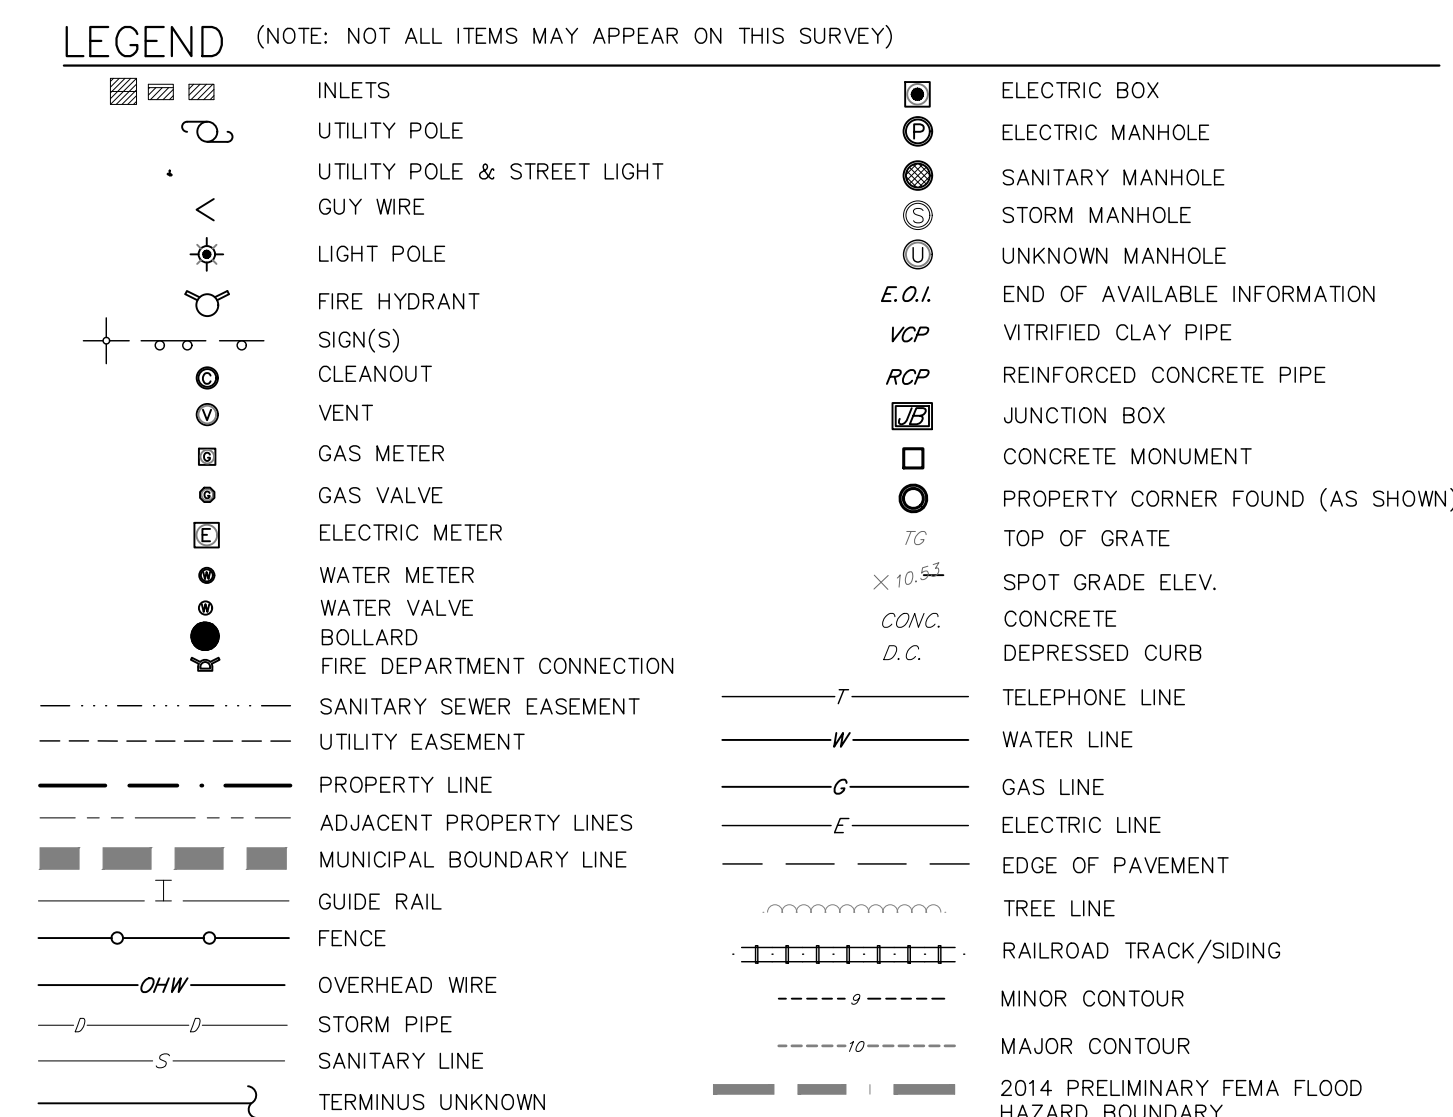 LEGEND (NOTE: NOT ALL ITEMS MAY APPEAR ON THIS SURVEY)
INLETS
UTILITY POLE
UTILITY POLE & STREET LIGHT
GUY WIRE
LIGHT POLE
FIRE HYDRANT
SIGN(S)
C CLEANOUT
V VENT
G GAS METER
G GAS VALVE
E ELECTRIC METER
W WATER METER
W WATER VALVE
BOLLARD
FIRE DEPARTMENT CONNECTION
SANITARY SEWER EASEMENT
UTILITY EASEMENT
PROPERTY LINE
ADJACENT PROPERTY LINES
MUNICIPAL BOUNDARY LINE
GUIDE RAIL
FENCE
OHW OVERHEAD WIRE
D D STORM PIPE
S SANITARY LINE
TERMINUS UNKNOWN
ELECTRIC BOX
P ELECTRIC MANHOLE
SANITARY MANHOLE
S STORM MANHOLE
U UNKNOWN MANHOLE
E.O.I. END OF AVAILABLE INFORMATION
VCP VITRIFIED CLAY PIPE
RCP REINFORCED CONCRETE PIPE
JB JUNCTION BOX
CONCRETE MONUMENT
PROPERTY CORNER FOUND (AS SHOWN)
TG TOP OF GRATE
X 10.53 SPOT GRADE ELEV.
CONC. CONCRETE
D.C. DEPRESSED CURB
T TELEPHONE LINE
W WATER LINE
G GAS LINE
E ELECTRIC LINE
EDGE OF PAVEMENT
TREE LINE
RAILROAD TRACK/SIDING
9 MINOR CONTOUR
10 MAJOR CONTOUR
2014 PRELIMINARY FEMA FLOOD
HAZARD BOUNDARY